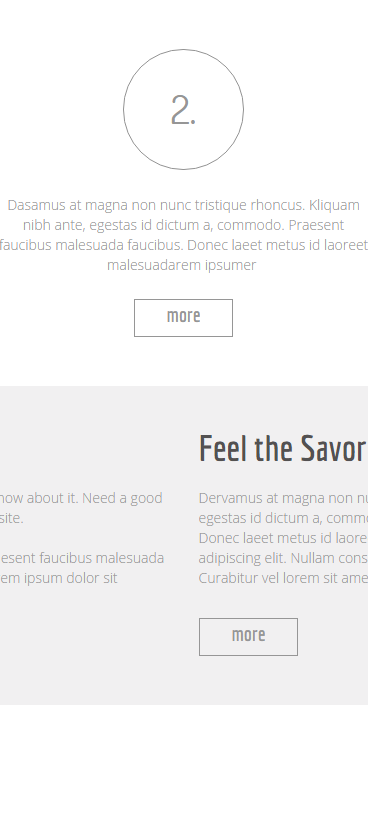 2.
Dasamus at magna non nunc tristique rhoncus. Kliquam
nibh ante, egestas id dictum a, commodo. Praesent
faucibus malesuada faucibus. Donec laeet metus id laoreet
malesuadarem ipsumer
more
now about it. Need a good
site.
esent faucibus malesuada
em ipsum dolor sit
Feel the Savor
Dervamus at magna non nu
egestas id dictum a, comm
Donec laeet metus id laore
adipiscing elit. Nullam cons
Curabitur vel lorem sit ame
more